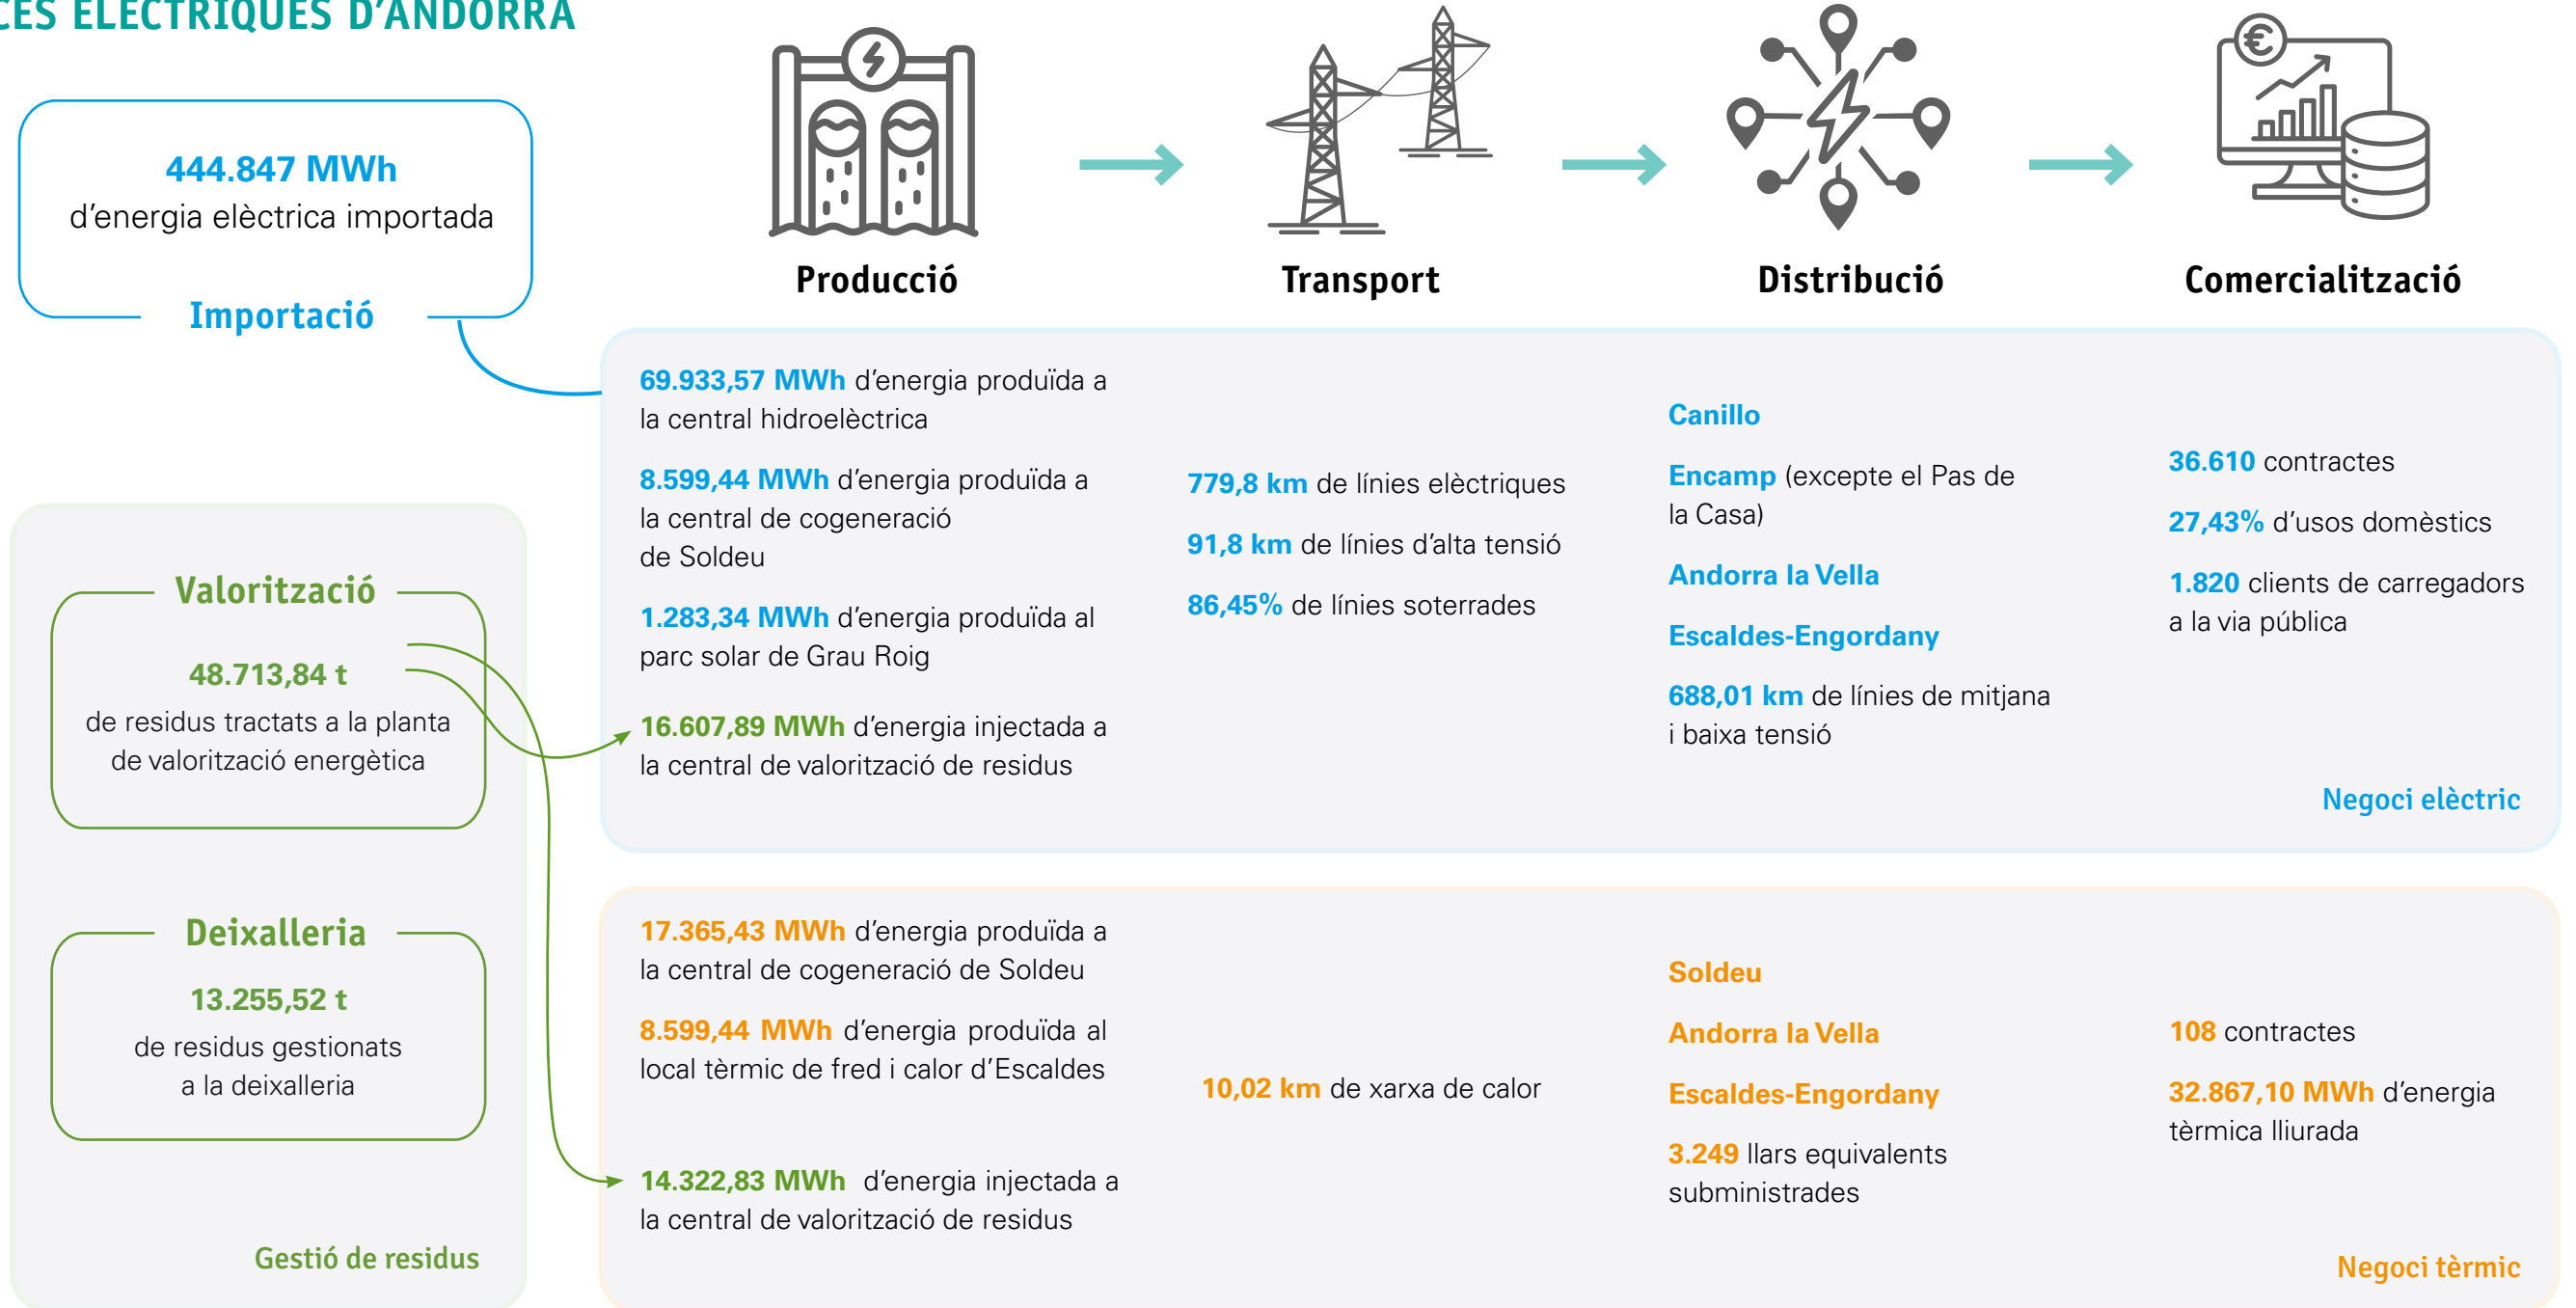 CES ELÈCTRIQUES D'ANDORRA
444.847 MWh
d'energia elèctrica importada
Importació
Producció
Transport
Distribució
Comercialització
69.933,57 MWh d'energia produïda a
la central hidroelèctrica
8.599,44 MWh d'energia produïda a
la central de cogeneració
de Soldeu
1.283,34 MWh d'energia produïda al
parc solar de Grau Roig
16.607,89 MWh d'energia injectada a
la central de valorització de residus
779,8 km de línies elèctriques
91,8 km de línies d'alta tensió
86,45% de línies soterrades
Canillo
Encamp (excepte el Pas de
la Casa)
Andorra la Vella
Escaldes-Engordany
688,01 km de línies de mitjana
i baixa tensió
36.610 contractes
27,43% d'usos domèstics
1.820 clients de carregadors
a la via pública
Negoci elèctric
Valorització
48.713,84 t
de residus tractats a la planta
de valorització energètica
Deixalleria
13.255,52 t
de residus gestionats
a la deixalleria
Gestió de residus
17.365,43 MWh d'energia produïda a
la central de cogeneració de Soldeu
8.599,44 MWh d'energia produïda al
local tèrmic de fred i calor d'Escaldes
14.322,83 MWh d'energia injectada a
la central de valorització de residus
10,02 km de xarxa de calor
Soldeu
Andorra la Vella
Escaldes-Engordany
3.249 llars equivalents
subministrades
108 contractes
32.867,10 MWh d'energia
tèrmica lliurada
Negoci tèrmic